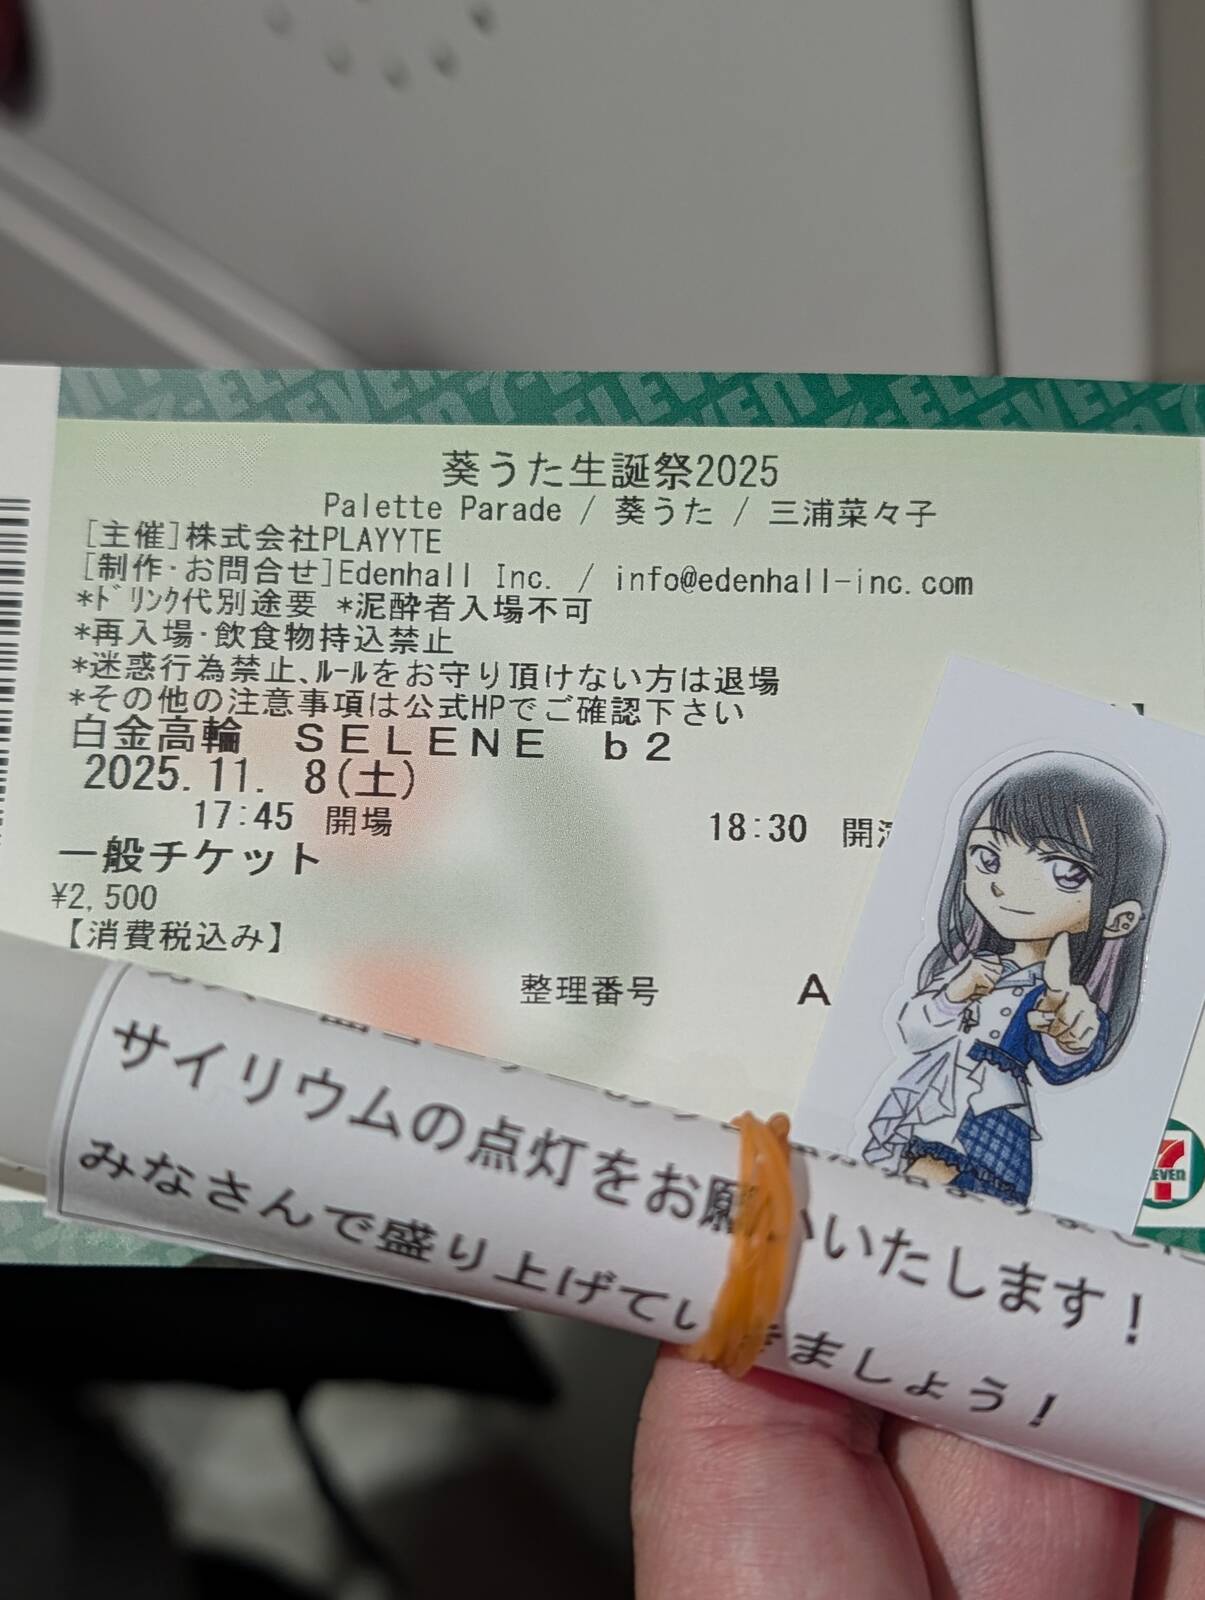 葵うた生誕祭2025
Palette Parade / 葵うた / 三浦菜々子
[主催]株式会社PLAYYTE
[制作・お問合せ]Edenhall Inc. / info@edenhall-inc.com
*ﾄﾞﾘﾝｸ代別途要 *泥酔者入場不可
*再入場・飲食物持込禁止
*迷惑行為禁止、ﾙｰﾙをお守り頂けない方は退場
*その他の注意事項は公式HPでご確認下さい
白金高輪 SELENE b2
2025.11. 8(土)
17:45 開場 18:30 開演
一般チケット
¥2,500
【消費税込み】
整理番号 A
サイリウムの点灯をお願いいたします！
みなさんで盛り上げていきましょう！
7
ELEVEN